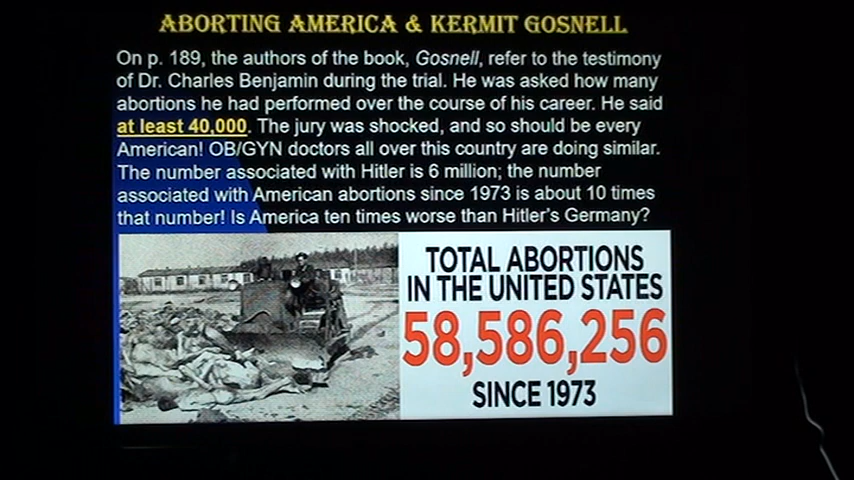 ABORTING AMERICA & KERMIT GOSNELL
On p. 189, the authors of the book, Gosnell, refer to the testimony
of Dr. Charles Benjamin during the trial. He was asked how many
abortions he had performed over the course of his career. He said
at least 40,000. The jury was shocked, and so should be every
American! OB/GYN doctors all over this country are doing similar.
The number associated with Hitler is 6 million; the number
associated with American abortions since 1973 is about 10 times
that number! Is America ten times worse than Hitler's Germany?
TOTAL ABORTIONS
IN THE UNITED STATES
58,586,256
SINCE 1973